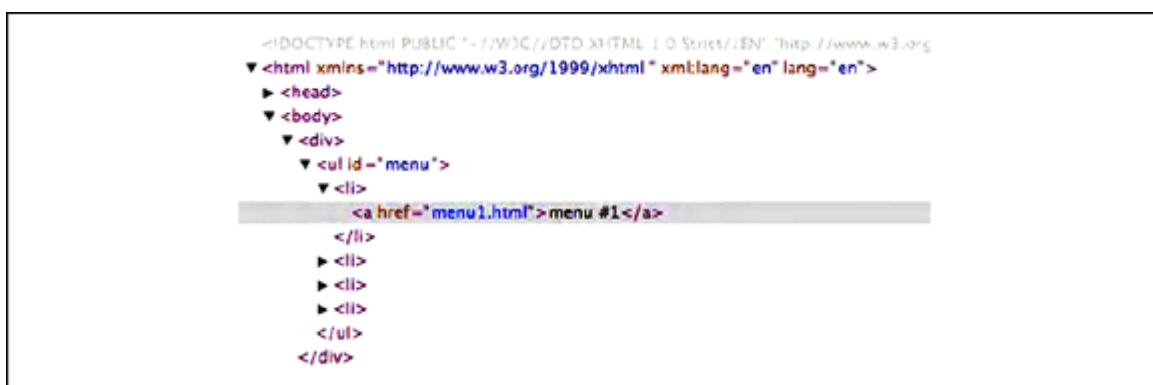 <!DOCTYPE html PUBLIC "-//W3C//DTD XHTML 1.0 Strict//EN" "http://www.w3.org
▼ <html xmlns="http://www.w3.org/1999/xhtml" xml:lang="en" lang="en">
▶ <head>
▼ <body>
▼ <div>
▼ <ul id="menu">
▼ <li>
<a href="menu1.html">menu #1</a>
</li>
▶ <li>
▶ <li>
▶ <li>
</ul>
</div>